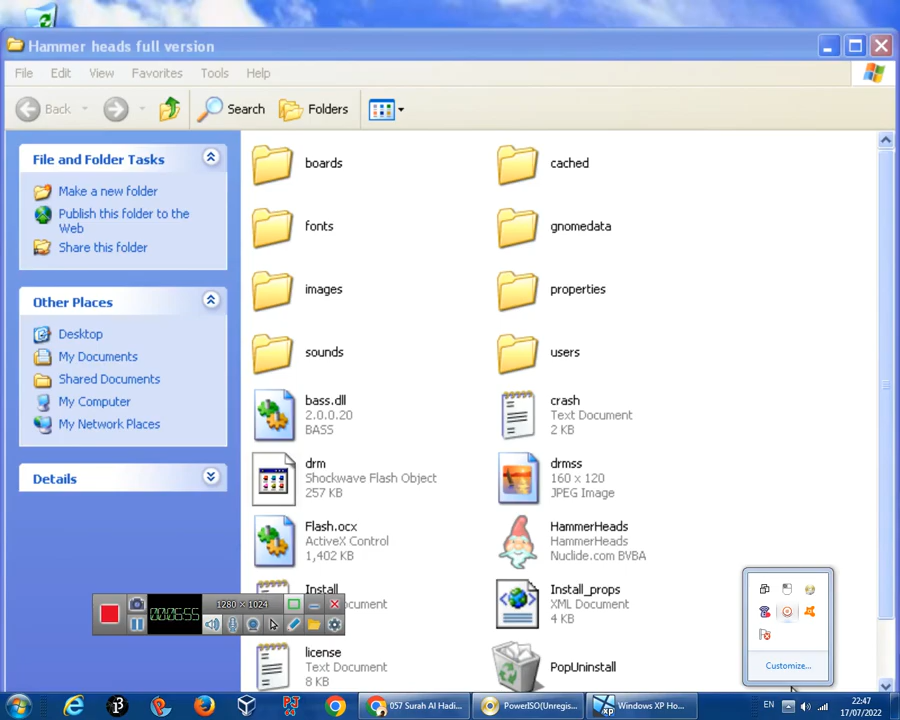 Hammer heads full version
File Edit View Favorites Tools Help
Back Search Folders
File and Folder Tasks
Make a new folder
Publish this folder to the
Web
Share this folder
Other Places
Desktop
My Documents
Shared Documents
My Computer
My Network Places
Details
boards
cached
fonts
gnomedata
images
properties
sounds
users
bass.dll
2.0.0.20
BASS
crash
Text Document
2 KB
drm
Shockwave Flash Object
257 KB
drmss
160 x 120
JPEG Image
Flash.ocx
ActiveX Control
1,402 KB
HammerHeads
HammerHeads
Nuclide.com BVBA
Install
ocument
Install_props
XML Document
4 KB
license
Text Document
8 KB
PopUninstall
1280 × 1024
Customize...
057 Surah Al Hadi...
PowerISO(Unregis...
xp
Windows XP Ho...
EN
22:47
17/07/2022